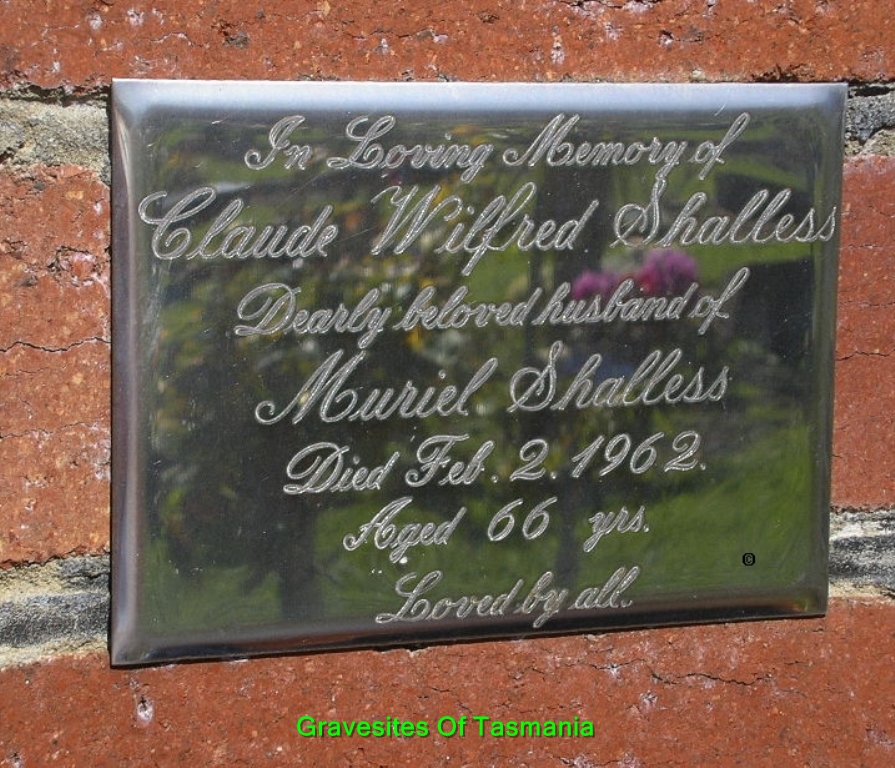 In Loving Memory of
Claude Wilfred Shalless
Dearly beloved husband of
Muriel Shalless
Died Feb. 2. 1962.
Aged 66 yrs.
Loved by all.
©
Gravesites Of Tasmania